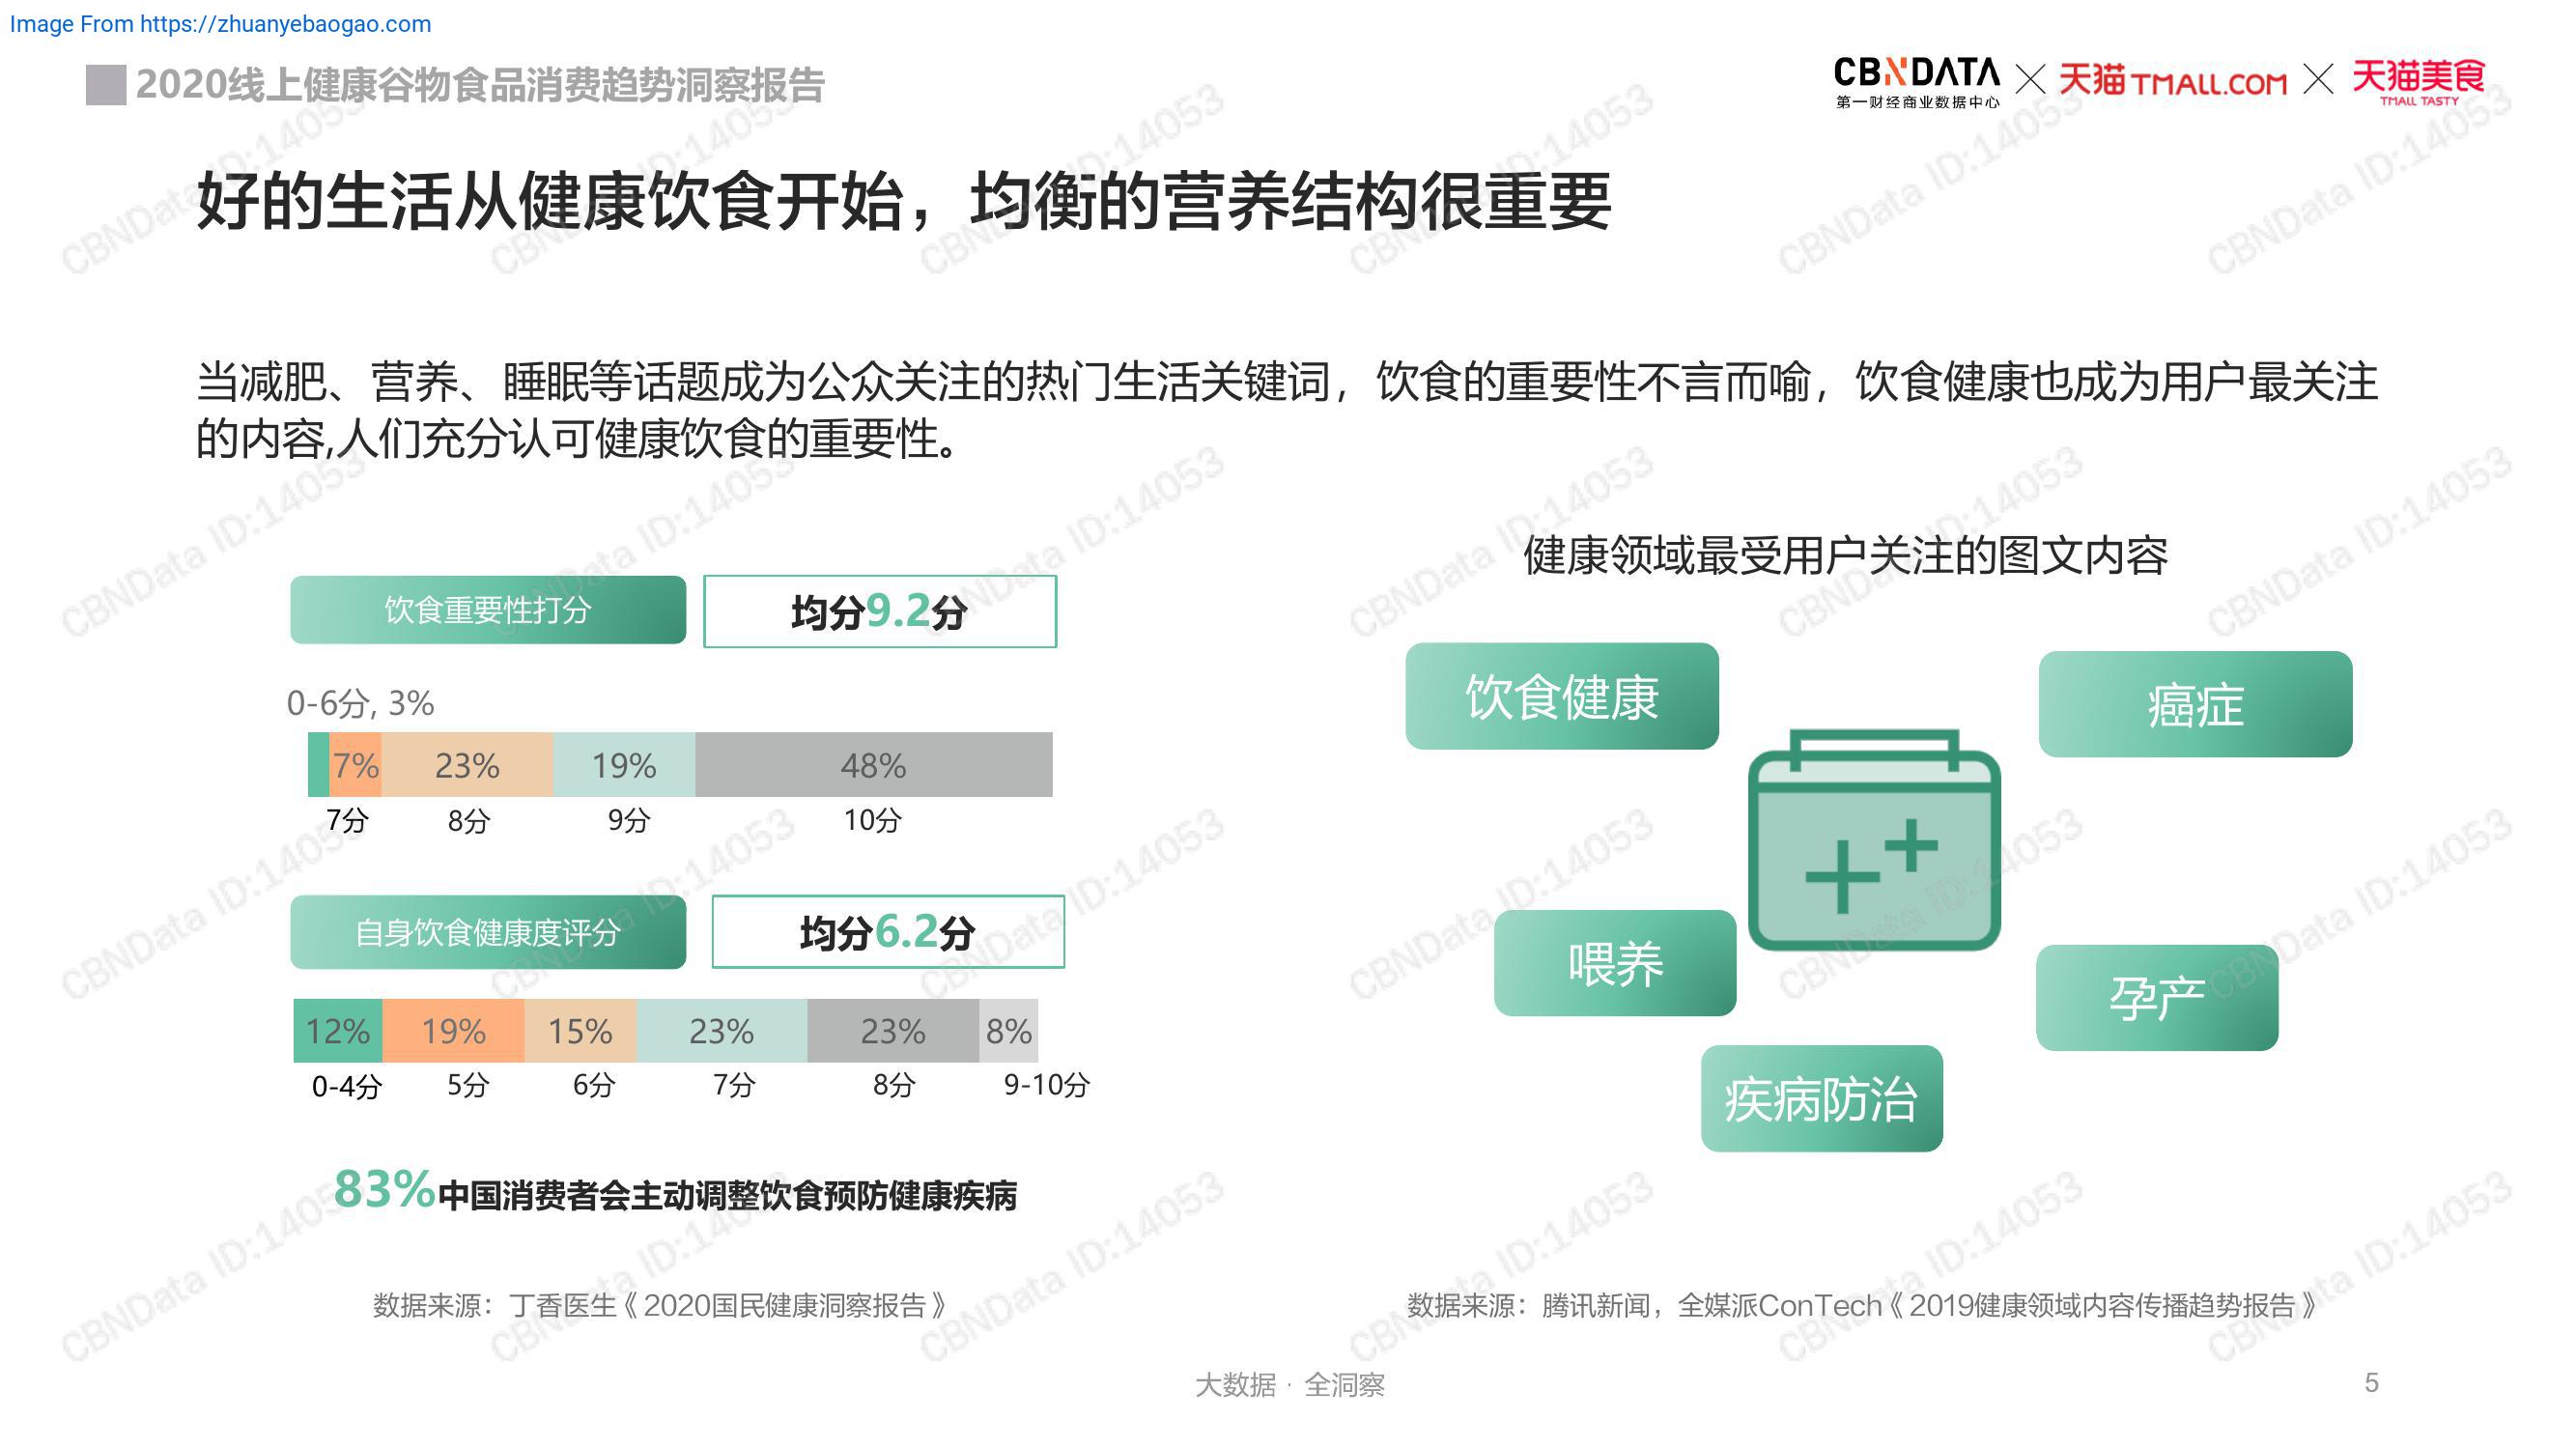 Image From https://zhuanyebaogao.com
2020线上健康谷物食品消费趋势洞察报告
CBNDATA
第一财经商业数据中心
天猫 TMALL.COM
天猫美食
TMALL TASTY
好的生活从健康饮食开始，均衡的营养结构很重要
当减肥、营养、睡眠等话题成为公众关注的热门生活关键词，饮食的重要性不言而喻，饮食健康也成为用户最关注
的内容,人们充分认可健康饮食的重要性。
饮食重要性打分
均分9.2分
0-6分, 3%
7% 23% 19% 48%
7分 8分 9分 10分
自身饮食健康度评分
均分6.2分
12% 19% 15% 23% 23% 8%
0-4分 5分 6分 7分 8分 9-10分
83%中国消费者会主动调整饮食预防健康疾病
数据来源：丁香医生《2020国民健康洞察报告》
健康领域最受用户关注的图文内容
饮食健康
癌症
喂养
孕产
疾病防治
数据来源：腾讯新闻，全媒派ConTech《2019健康领域内容传播趋势报告》
大数据 · 全洞察
5
CBNData ID:14053